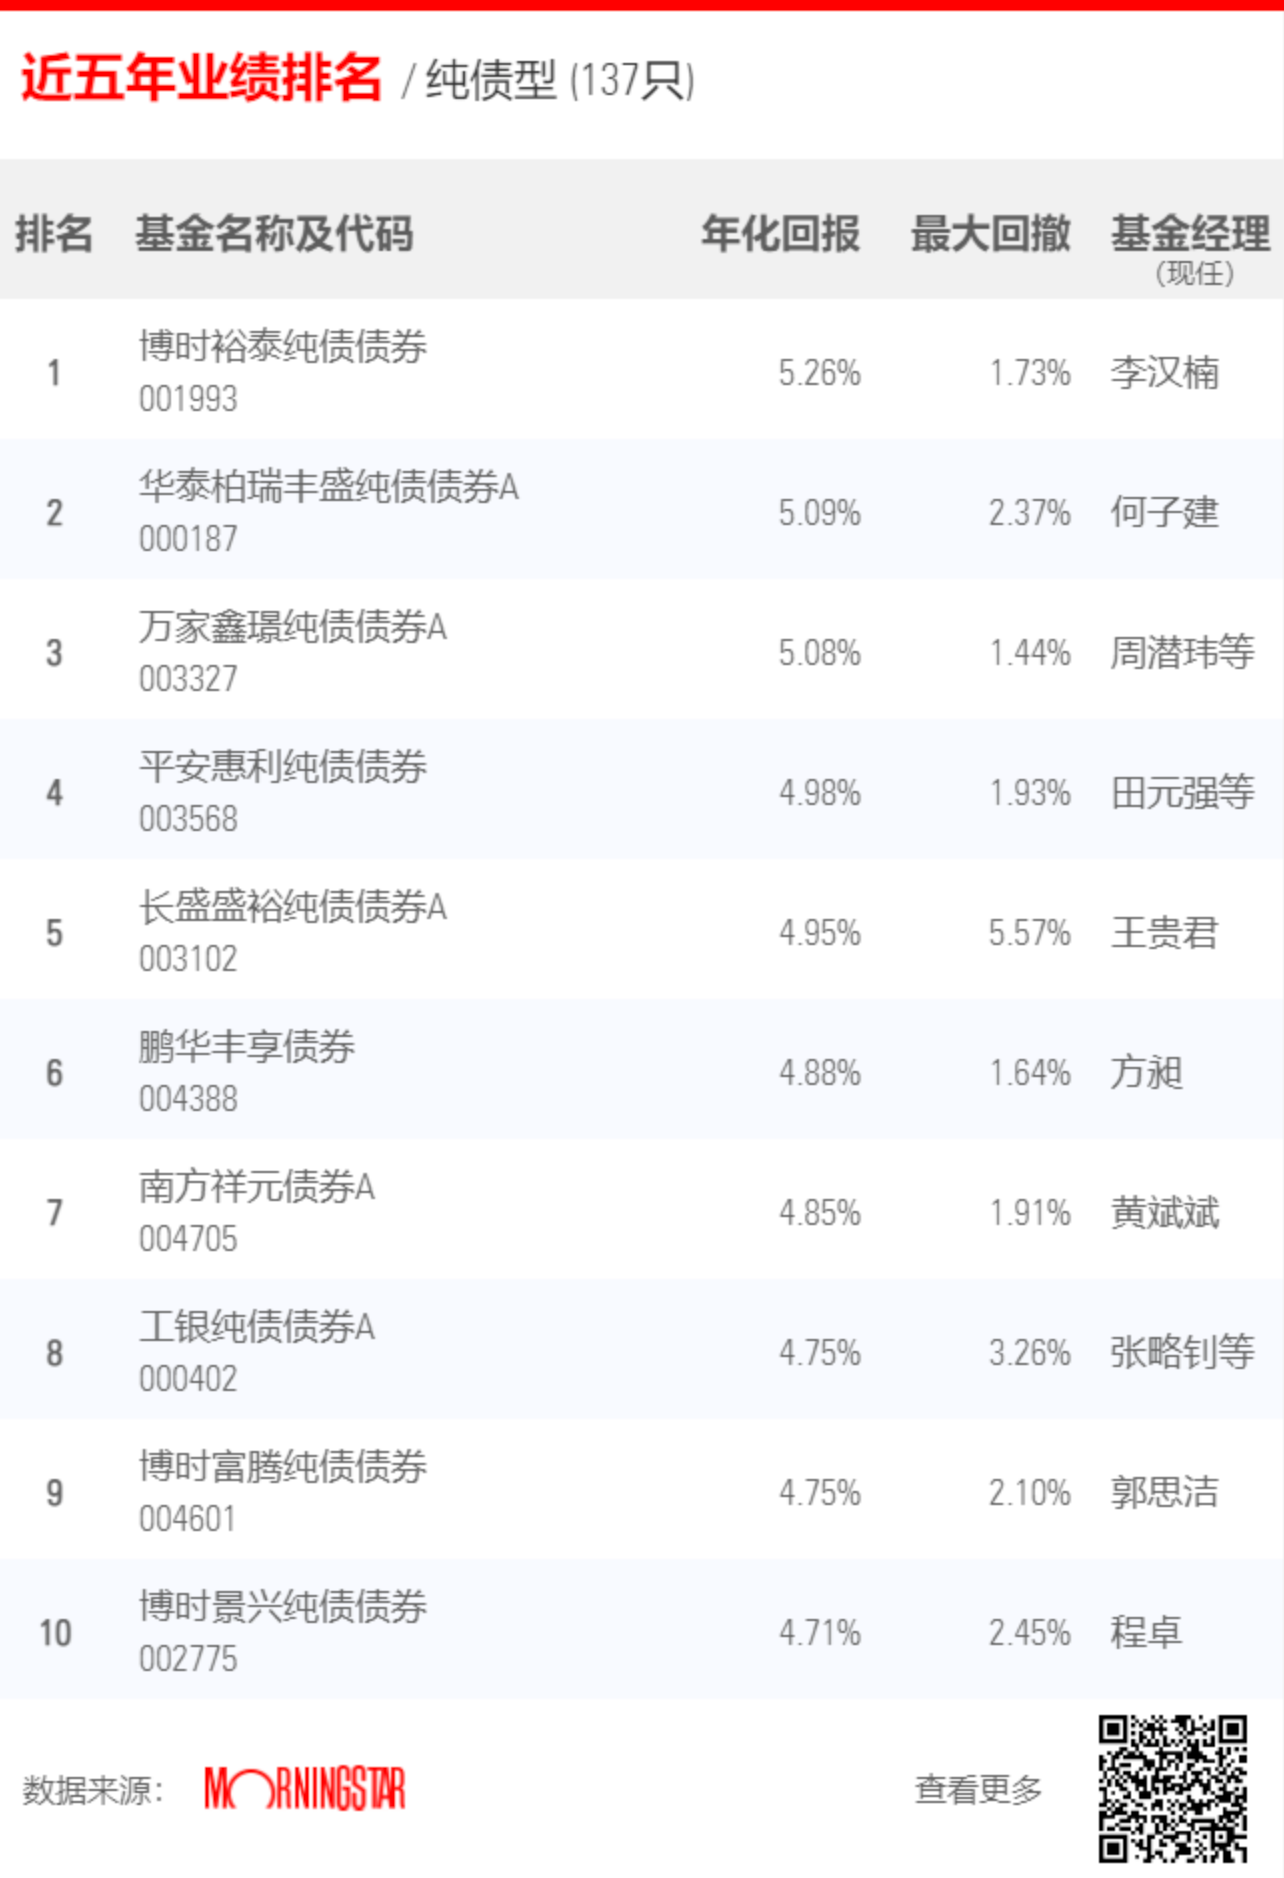 近五年业绩排名 / 纯债型 (137只)
排名 基金名称及代码 年化回报 最大回撤 基金经理
（现任）
1 博时裕泰纯债债券 5.26% 1.73% 李汉楠
001993
2 华泰柏瑞丰盛纯债债券A 5.09% 2.37% 何子建
000187
3 万家鑫璟纯债债券A 5.08% 1.44% 周潜玮等
003327
4 平安惠利纯债债券 4.98% 1.93% 田元强等
003568
5 长盛盛裕纯债债券A 4.95% 5.57% 王贵君
003102
6 鹏华丰享债券 4.88% 1.64% 方昶
004388
7 南方祥元债券A 4.85% 1.91% 黄斌斌
004705
8 工银纯债债券A 4.75% 3.26% 张略钊等
000402
9 博时富腾纯债债券 4.75% 2.10% 郭思洁
004601
10 博时景兴纯债债券 4.71% 2.45% 程卓
002775
数据来源： MORNINGSTAR 查看更多